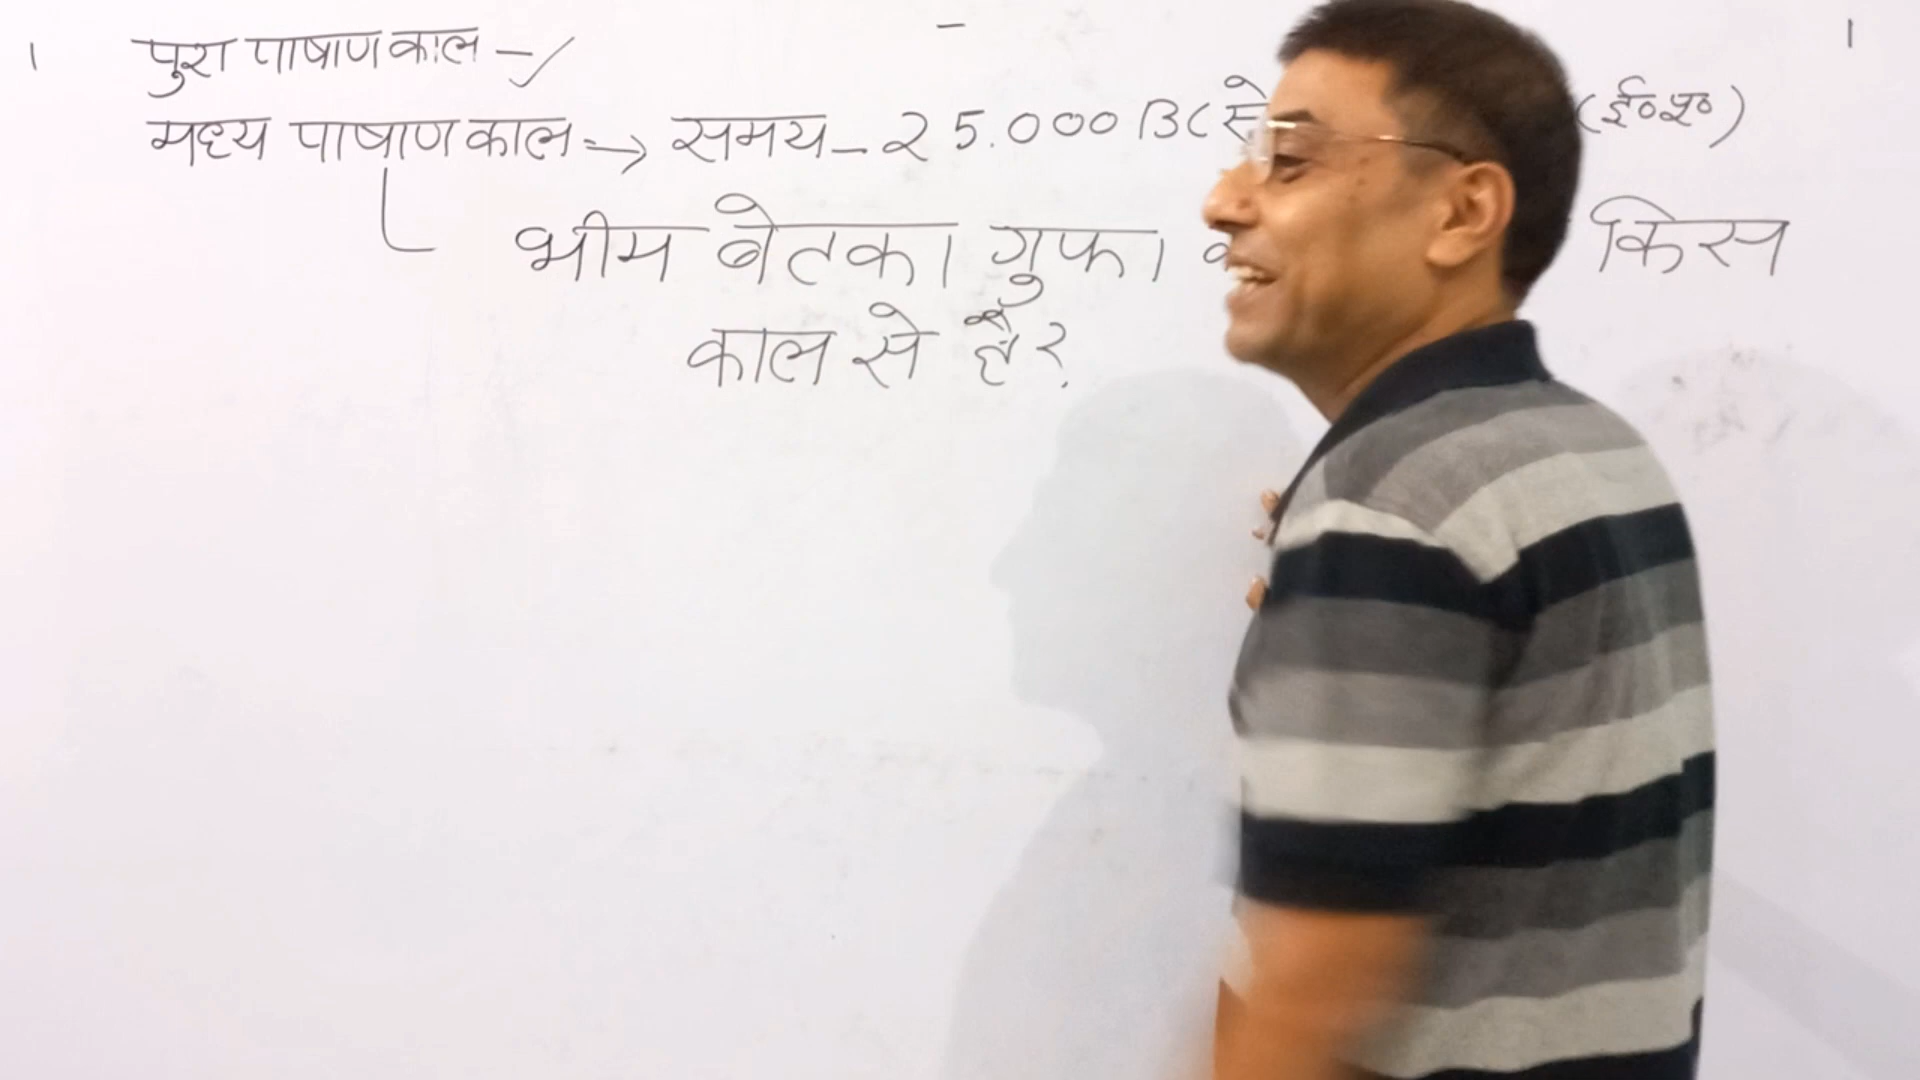 पुरा पाषाण काल -
मध्य पाषाण काल → समय - 25.000 BC से (ई०पू०)
भीम बेटका गुफा किस
काल से है?